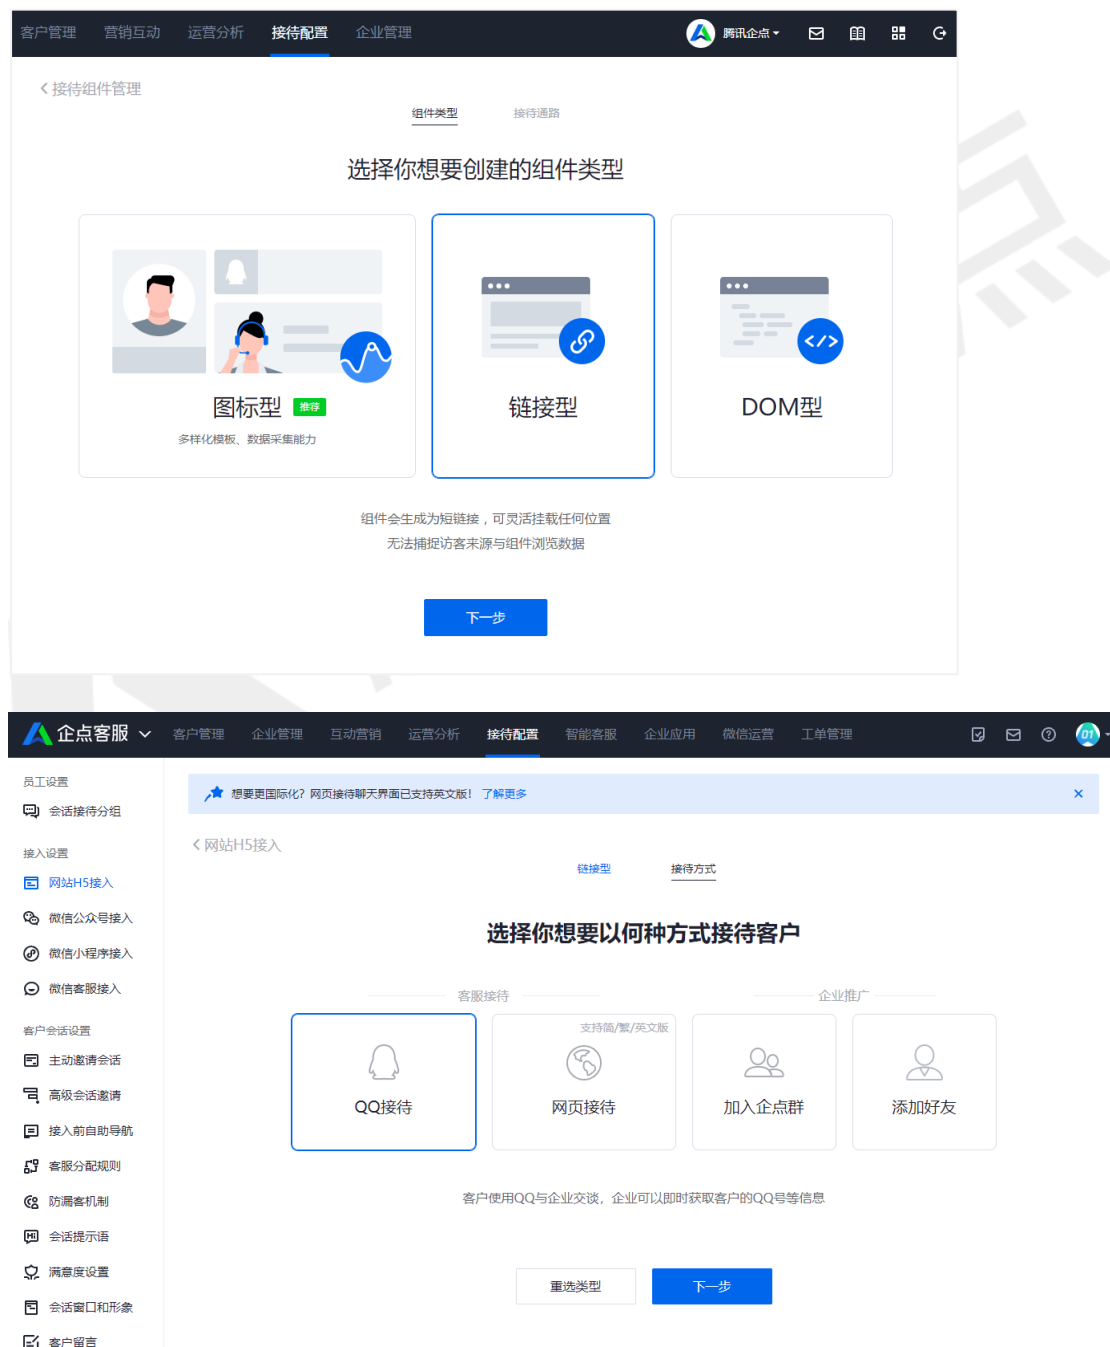 客户管理 营销互动 运营分析 接待配置 企业管理 腾讯企点
接待组件管理
组件类型 接待通路
选择你想要创建的组件类型
图标型 推荐
多样化模板、数据采集能力
链接型
DOM型
组件会生成为短链接，可灵活挂载任何位置
无法捕捉访客来源与组件浏览数据
下一步
企点客服 客户管理 企业管理 互动营销 运营分析 接待配置 智能客服 企业应用 微信运营 工单管理
员工设置
会话接待分组
接入设置
网站H5接入
微信公众号接入
微信小程序接入
微信客服接入
客户会话设置
主动邀请会话
高级会话邀请
接入前自助导航
客服分配规则
防漏客机制
会话提示语
满意度设置
会话窗口和形象
客户留言
想要更国际化？网页接待聊天界面已支持英文版！ 了解更多
网站H5接入
链接型 接待方式
选择你想要以何种方式接待客户
客服接待 企业推广
支持简/繁/英文版
QQ接待 网页接待 加入企点群 添加好友
客户使用QQ与企业交谈，企业可以即时获取客户的QQ号等信息
重选类型 下一步